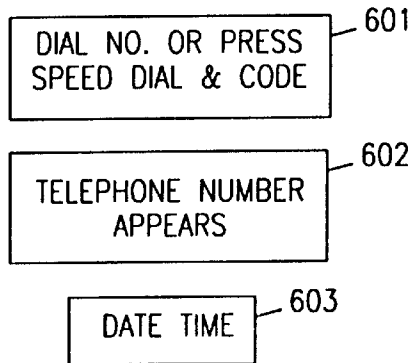 601
DIAL NO. OR PRESS
SPEED DIAL & CODE
602
TELEPHONE NUMBER
APPEARS
603
DATE TIME